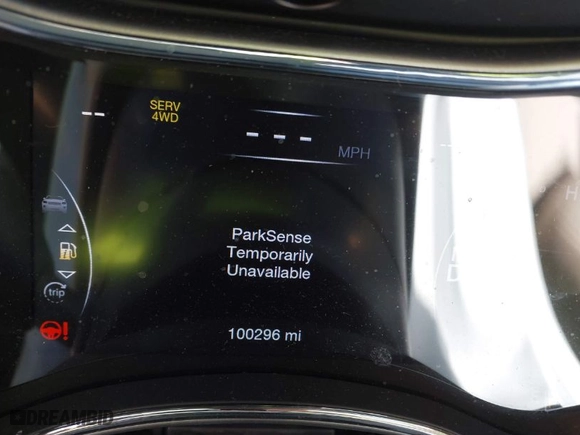 SERV
4WD
-- 
- - -
MPH
ParkSense
Temporarily
Unavailable
trip
100296 mi
H
DREAMBID